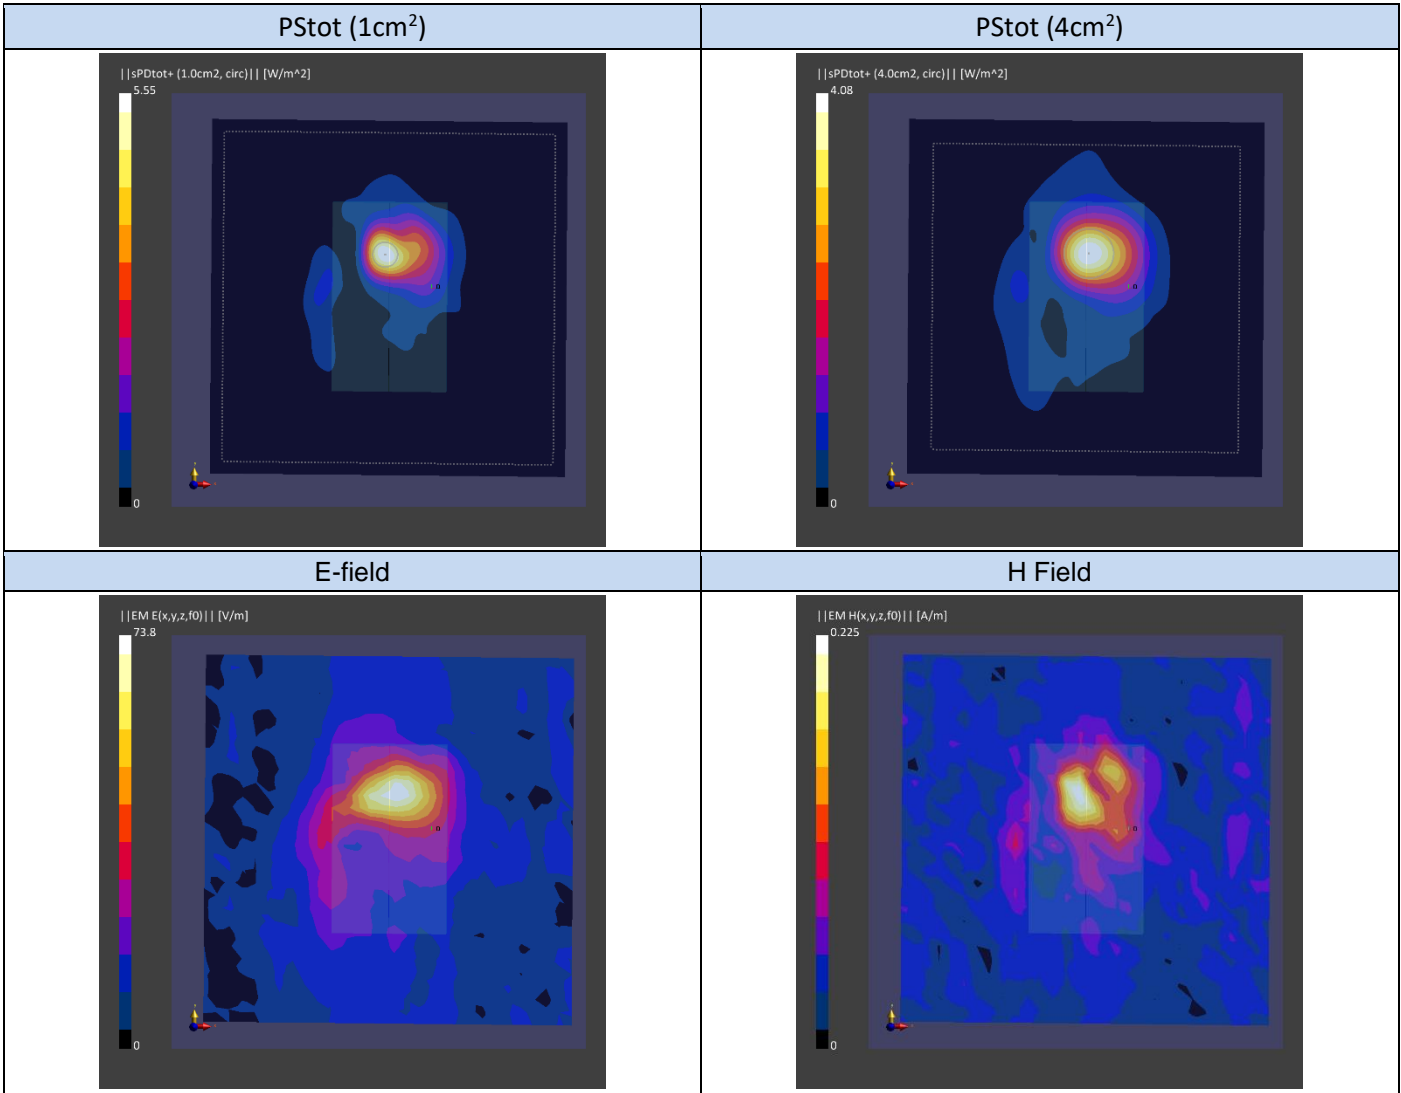 PStot (1cm²)
PStot (4cm²)
||sPDtot+ (1.0cm2, circ)|| [W/m^2]
5.55
0
||sPDtot+ (4.0cm2, circ)|| [W/m^2]
4.08
0
E-field
H Field
||EM E(x,y,z,f0)|| [V/m]
73.8
0
||EM H(x,y,z,f0)|| [A/m]
0.225
0